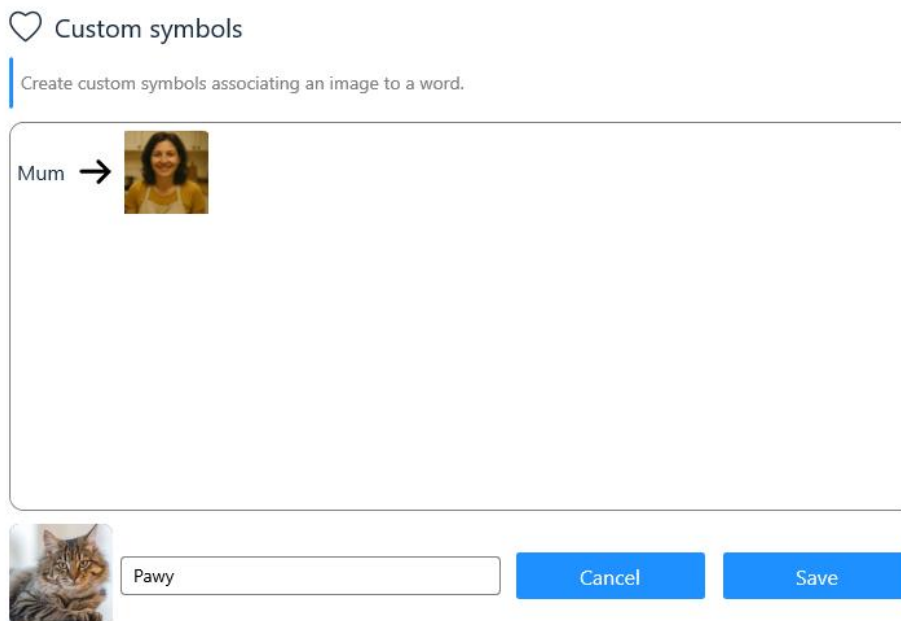 Custom symbols
Create custom symbols associating an image to a word.
Mum
Pawy
Cancel
Save